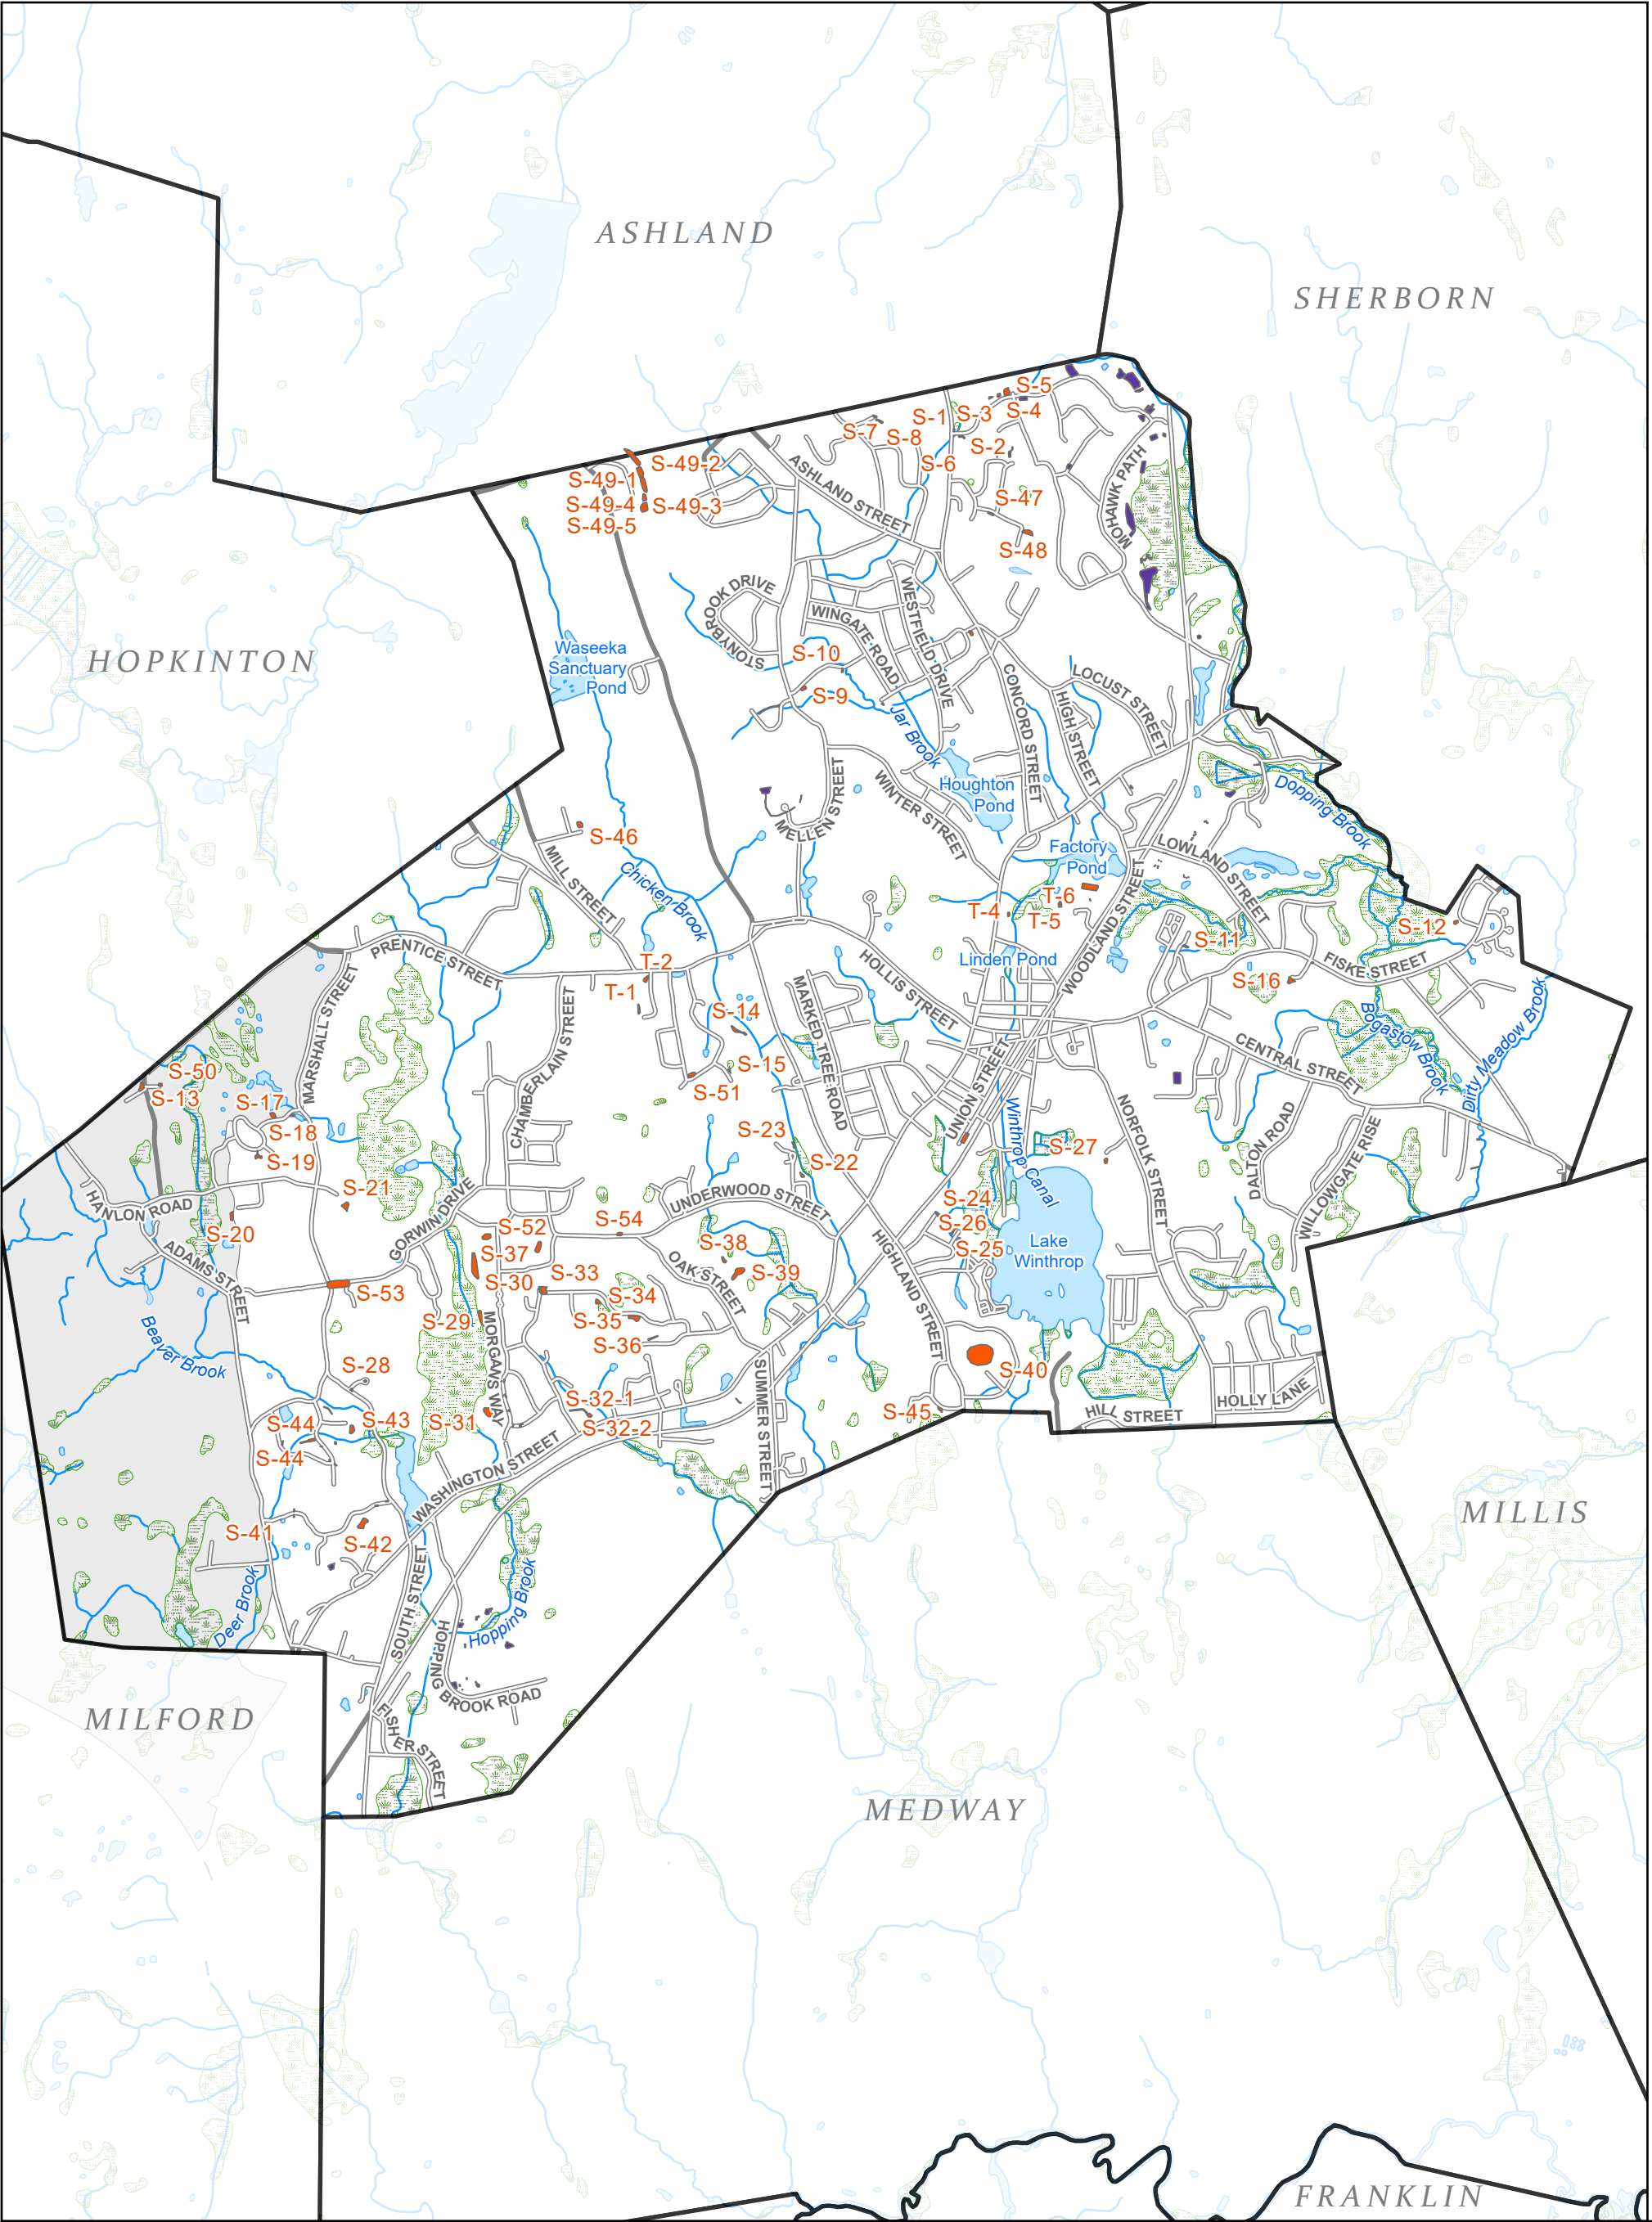 ASHLAND
SHERBORN
HOPKINTON
S-5
S-1
S-3
S-4
S-7
S-8
S-2
S-6
S-49-2
S-49-1
S-49-4
S-49-3
S-49-5
ASHLAND STREET
S-47
S-48
MOHAWK PATH
STONYBROOK DRIVE
WINGATE ROAD
WESTFIELD DRIVE
Waseeka
Sanctuary
Pond
S-10
S-9
Jar Brook
CONCORD STREET
HIGH STREET
LOCUST STREET
Houghton
Pond
Dopping Brook
MELLEN STREET
WINTER STREET
S-46
MILL STREET
Chicken Brook
Factory
Pond
LOWLAND STREET
T-6
T-4
T-5
WOODLAND STREET
S-11
S-12
PRENTICE STREET
T-2
T-1
HOLLIS STREET
Linden Pond
S-16
FISKE STREET
MARSHALL STREET
CHAMBERLAIN STREET
MARKED TREE ROAD
S-14
S-15
S-51
Bogastow Brook
Dirty Meadow Brook
CENTRAL STREET
S-50
S-13
S-17
S-18
S-19
UNION STREET
Winthrop Canal
NORFOLK STREET
DALTON ROAD
WILLOWGATE RISE
S-23
S-22
S-27
S-21
HANLON ROAD
S-20
ADAMS STREET
GORWIN DRIVE
UNDERWOOD STREET
S-24
S-26
S-25
Lake
Winthrop
HIGHLAND STREET
S-52
S-54
S-37
S-30
S-38
S-39
OAK STREET
S-33
S-34
S-35
S-36
S-53
S-29
MORGANS WAY
Beaver Brook
S-28
S-40
S-45
HILL STREET
HOLLY LANE
S-32-1
S-32-2
SUMMER STREET
S-44
S-43
S-31
S-44
WASHINGTON STREET
S-41
S-42
Deer Brook
SOUTH STREET
Hopping Brook
HOPPING BROOK ROAD
FISHER STREET
MILFORD
MILLIS
MEDWAY
FRANKLIN